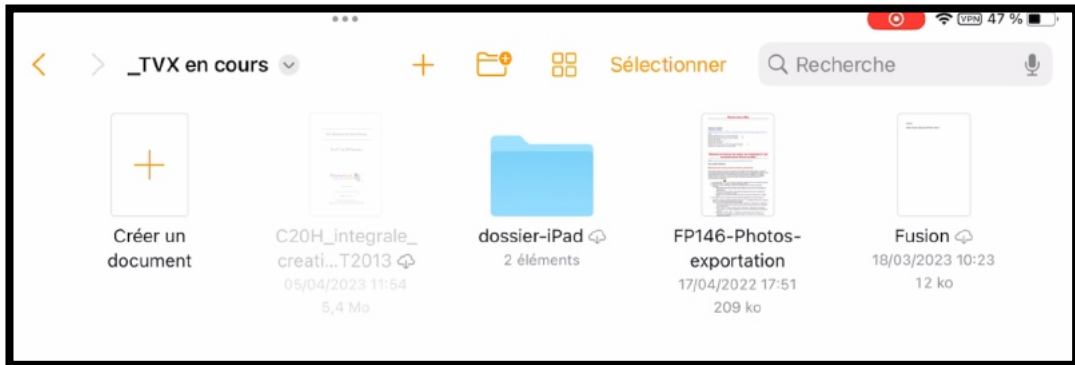 VPN 47 %
_TVX en cours
Sélectionner
Recherche
Créer un
document
C20H_integrale_
creati...T2013
05/04/2023 11:54
5,4 Mo
dossier-iPad
2 éléments
FP146-Photos-
exportation
17/04/2022 17:51
209 ko
Fusion
18/03/2023 10:23
12 ko